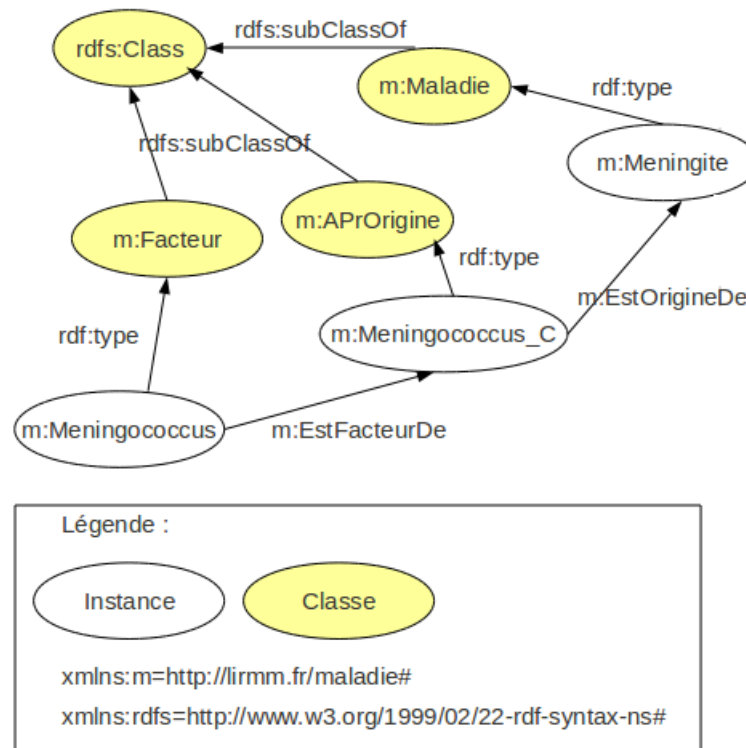 rdfs:subClassOf
rdfs:Class
m:Maladie
rdf:type
rdfs:subClassOf
m:Meningite
m:APrOrigine
m:Facteur
rdf:type
m:EstOrigineDe
rdf:type
m:Meningococcus_C
m:Meningococcus
m:EstFacteurDe
Légende :
Instance
Classe
xmlns:m=http://lirmm.fr/maladie#
xmlns:rdfs=http://www.w3.org/1999/02/22-rdf-syntax-ns#